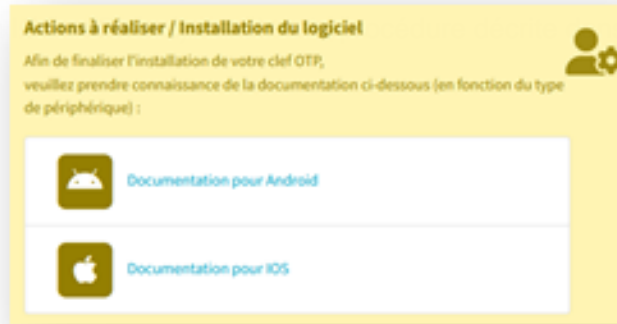 Actions à réaliser / Installation du logiciel
Afin de finaliser l'installation de votre clef OTP,
veuillez prendre connaissance de la documentation ci-dessous (en fonction du type
de périphérique) :
Documentation pour Android
Documentation pour IOS